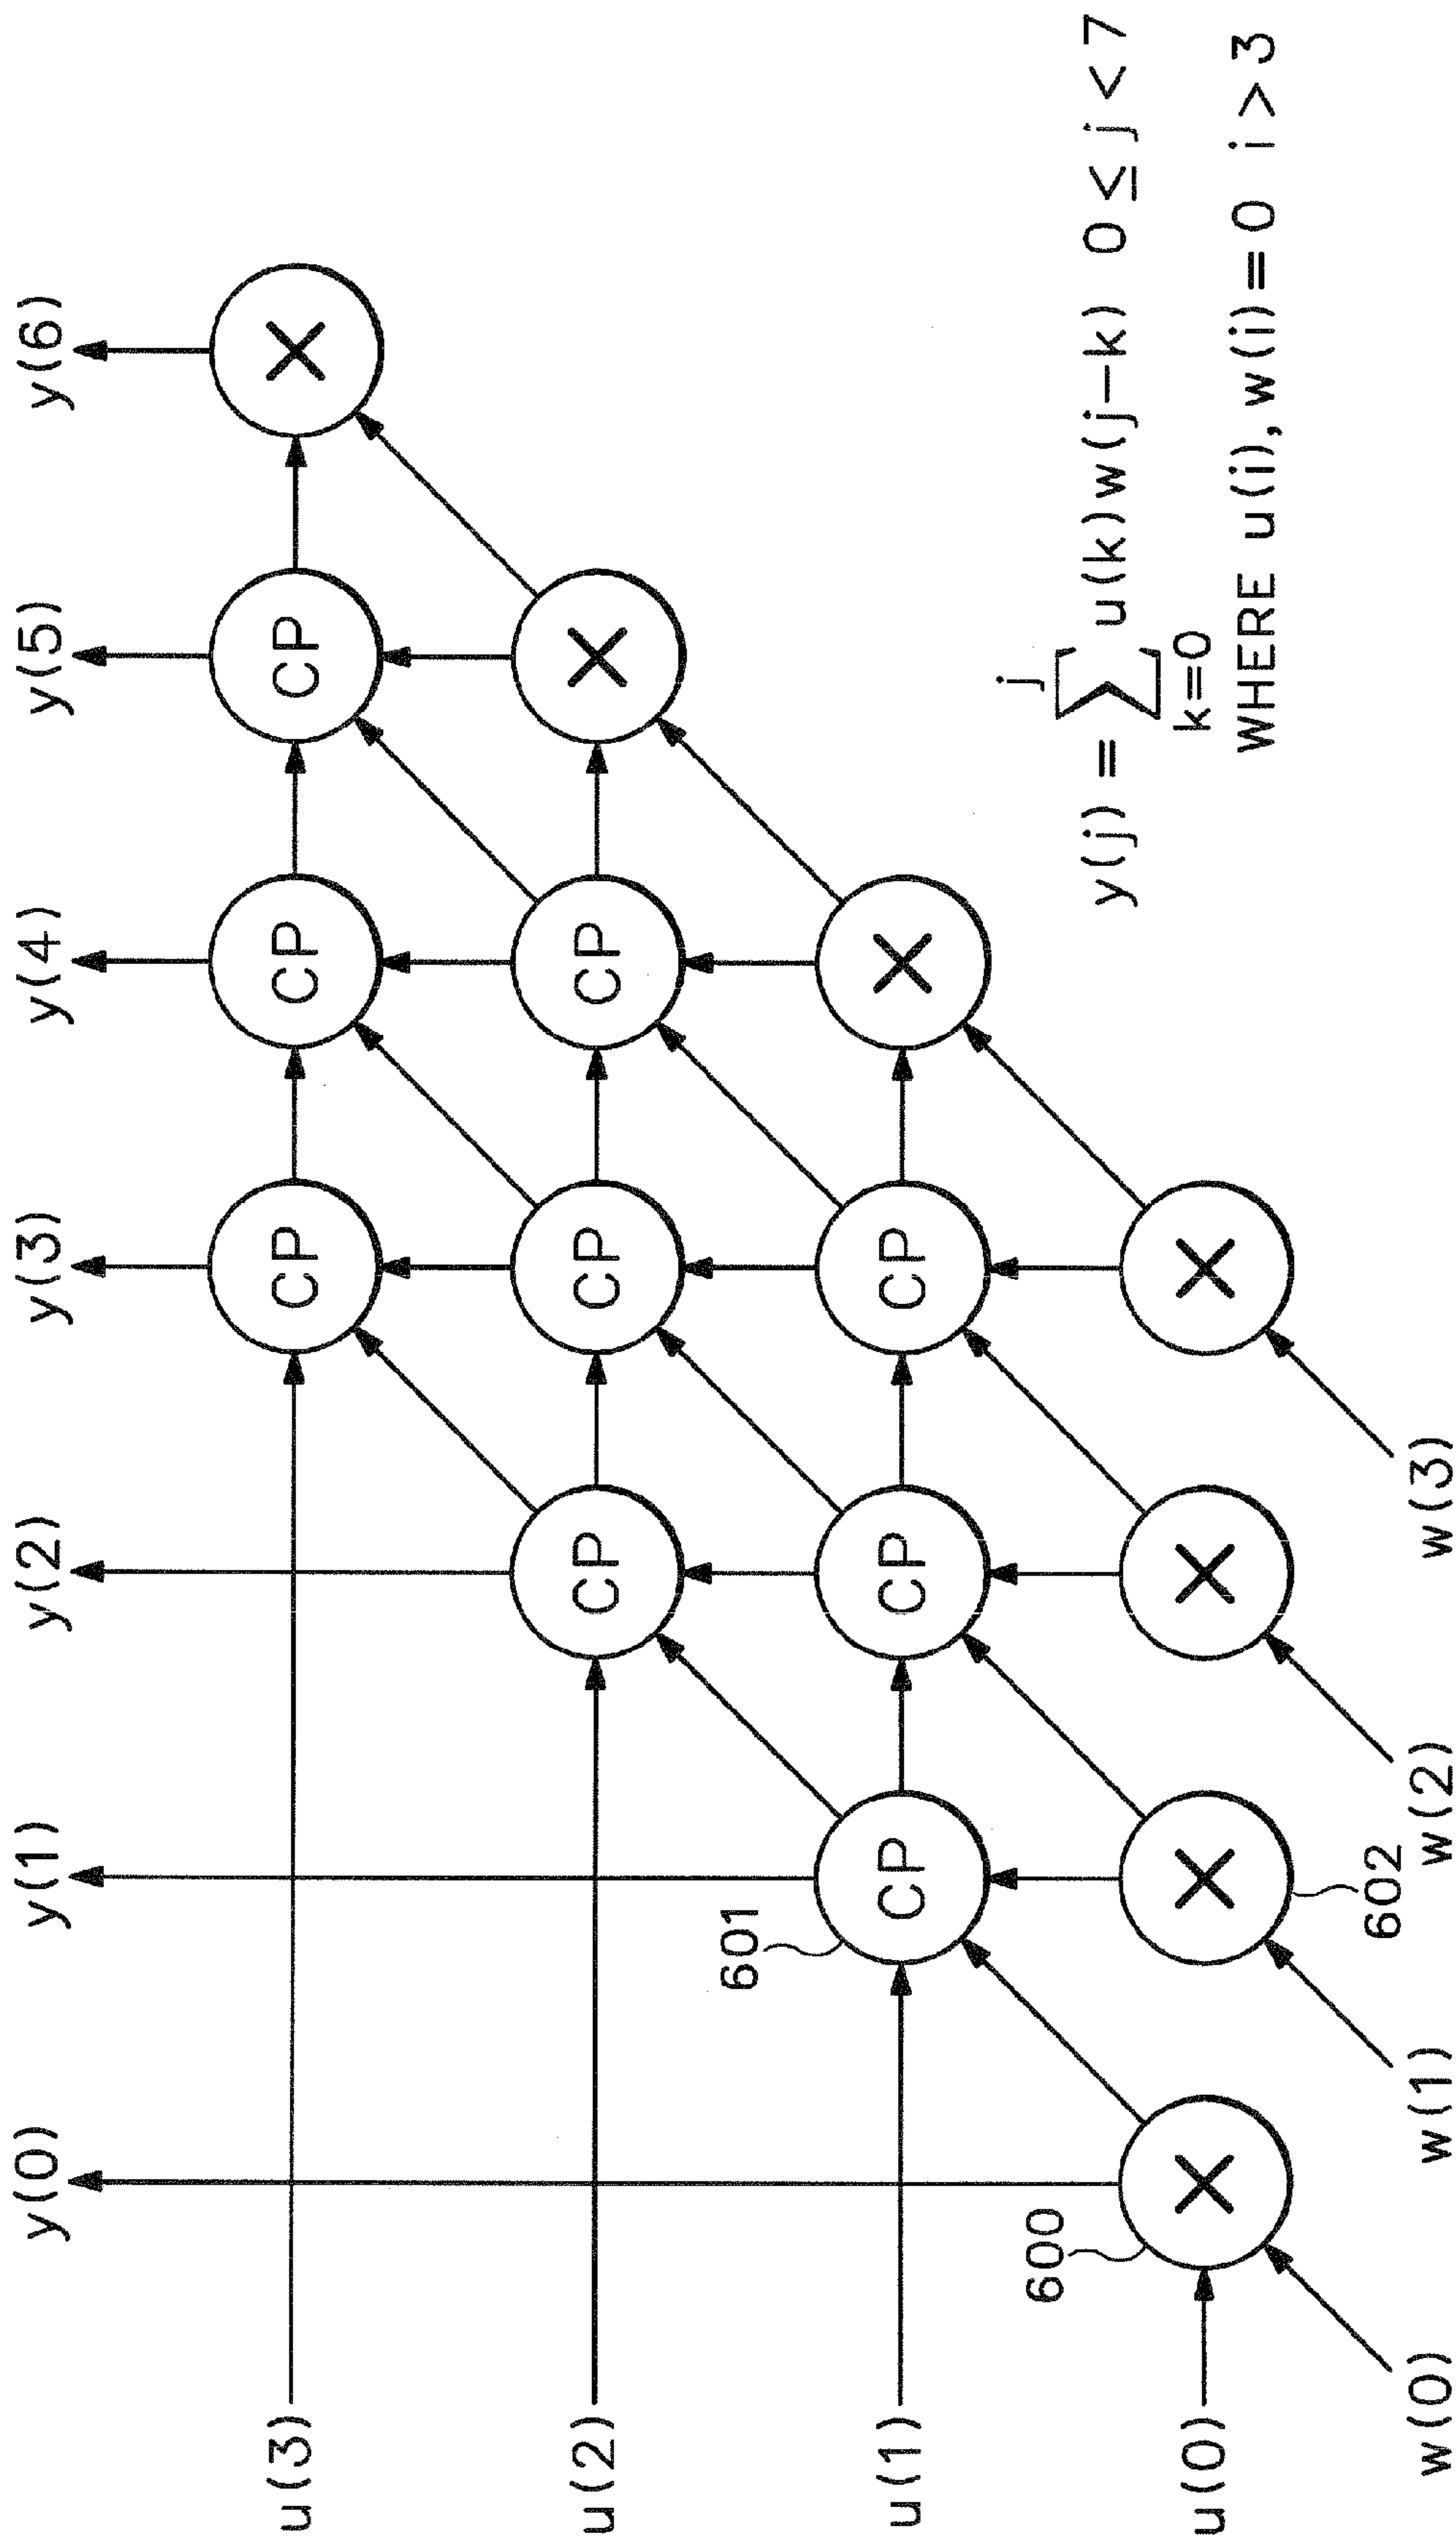 y(0) y(1) y(2) y(3) y(4) y(5) y(6)
u(3) CP CP CP X
u(2) CP CP CP X
601
u(1) CP CP CP X
600
u(0) X X X X
602
w(0) w(1) w(2) w(3)
j
y(j) = ∑ u(k)w(j-k) 0 ≤ j < 7
k=0
WHERE u(i), w(i) = 0 i > 3